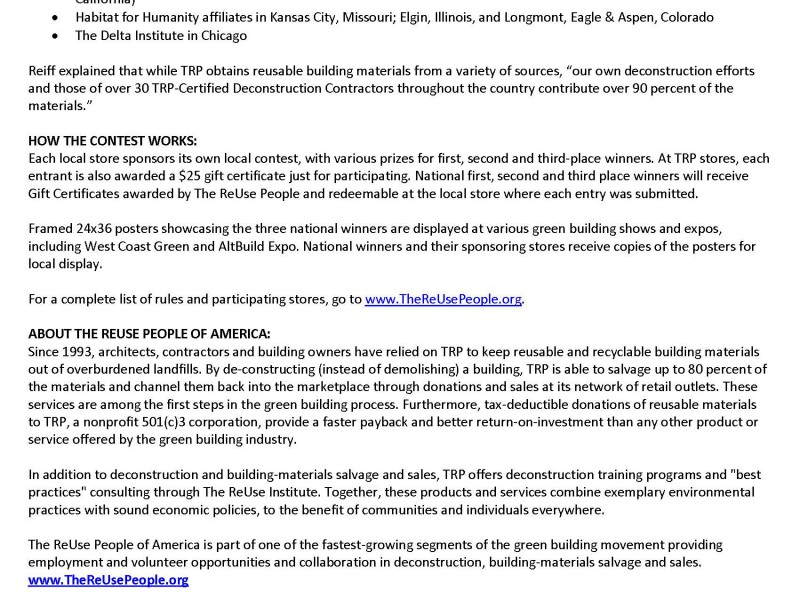 California)
• Habitat for Humanity affiliates in Kansas City, Missouri; Elgin, Illinois, and Longmont, Eagle & Aspen, Colorado
• The Delta Institute in Chicago
Reiff explained that while TRP obtains reusable building materials from a variety of sources, “our own deconstruction efforts
and those of over 30 TRP-Certified Deconstruction Contractors throughout the country contribute over 90 percent of the
materials.”
HOW THE CONTEST WORKS:
Each local store sponsors its own local contest, with various prizes for first, second and third-place winners. At TRP stores, each
entrant is also awarded a $25 gift certificate just for participating. National first, second and third place winners will receive
Gift Certificates awarded by The ReUse People and redeemable at the local store where each entry was submitted.
Framed 24x36 posters showcasing the three national winners are displayed at various green building shows and expos,
including West Coast Green and AltBuild Expo. National winners and their sponsoring stores receive copies of the posters for
local display.
For a complete list of rules and participating stores, go to www.TheReUsePeople.org.
ABOUT THE REUSE PEOPLE OF AMERICA:
Since 1993, architects, contractors and building owners have relied on TRP to keep reusable and recyclable building materials
out of overburdened landfills. By de-constructing (instead of demolishing) a building, TRP is able to salvage up to 80 percent of
the materials and channel them back into the marketplace through donations and sales at its network of retail outlets. These
services are among the first steps in the green building process. Furthermore, tax-deductible donations of reusable materials
to TRP, a nonprofit 501(c)3 corporation, provide a faster payback and better return-on-investment than any other product or
service offered by the green building industry.
In addition to deconstruction and building-materials salvage and sales, TRP offers deconstruction training programs and "best
practices" consulting through The ReUse Institute. Together, these products and services combine exemplary environmental
practices with sound economic policies, to the benefit of communities and individuals everywhere.
The ReUse People of America is part of one of the fastest-growing segments of the green building movement providing
employment and volunteer opportunities and collaboration in deconstruction, building-materials salvage and sales.
www.TheReUsePeople.org